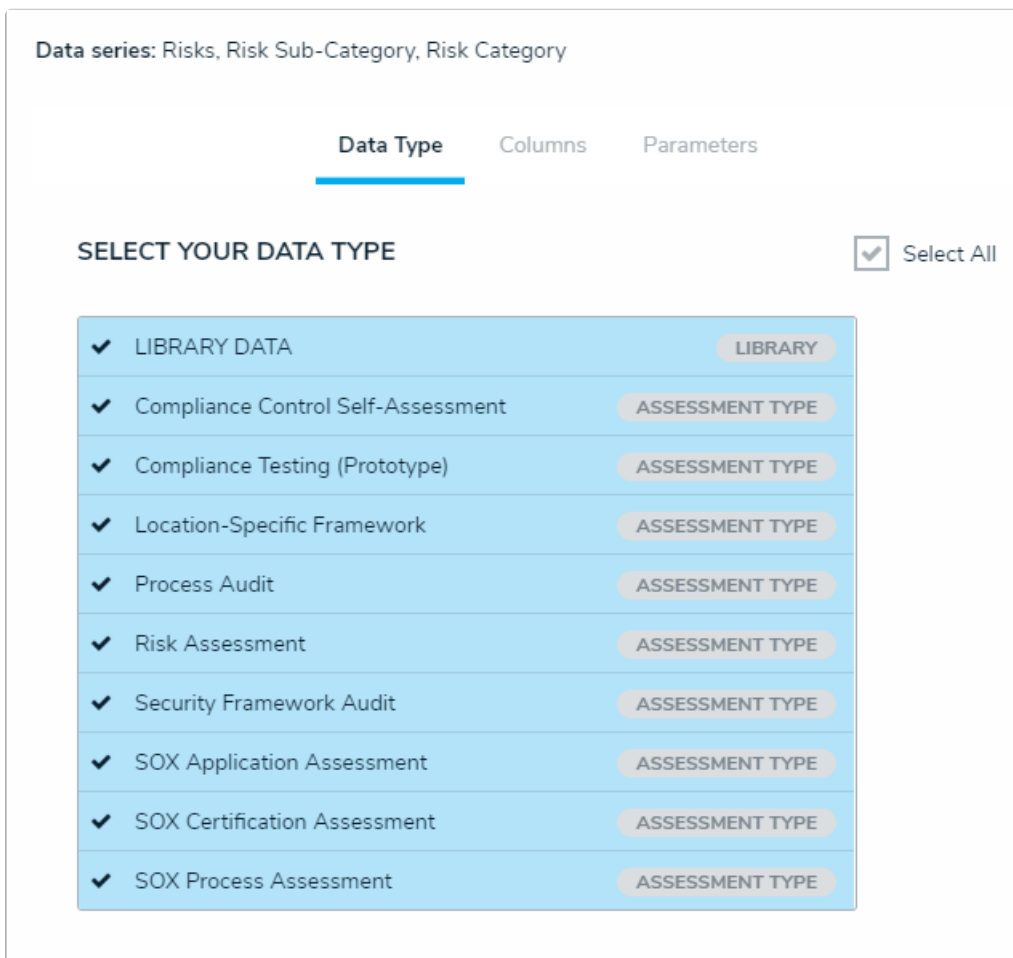 Data series: Risks, Risk Sub-Category, Risk Category
Data Type Columns Parameters
SELECT YOUR DATA TYPE Select All
LIBRARY DATA LIBRARY
Compliance Control Self-Assessment ASSESSMENT TYPE
Compliance Testing (Prototype) ASSESSMENT TYPE
Location-Specific Framework ASSESSMENT TYPE
Process Audit ASSESSMENT TYPE
Risk Assessment ASSESSMENT TYPE
Security Framework Audit ASSESSMENT TYPE
SOX Application Assessment ASSESSMENT TYPE
SOX Certification Assessment ASSESSMENT TYPE
SOX Process Assessment ASSESSMENT TYPE